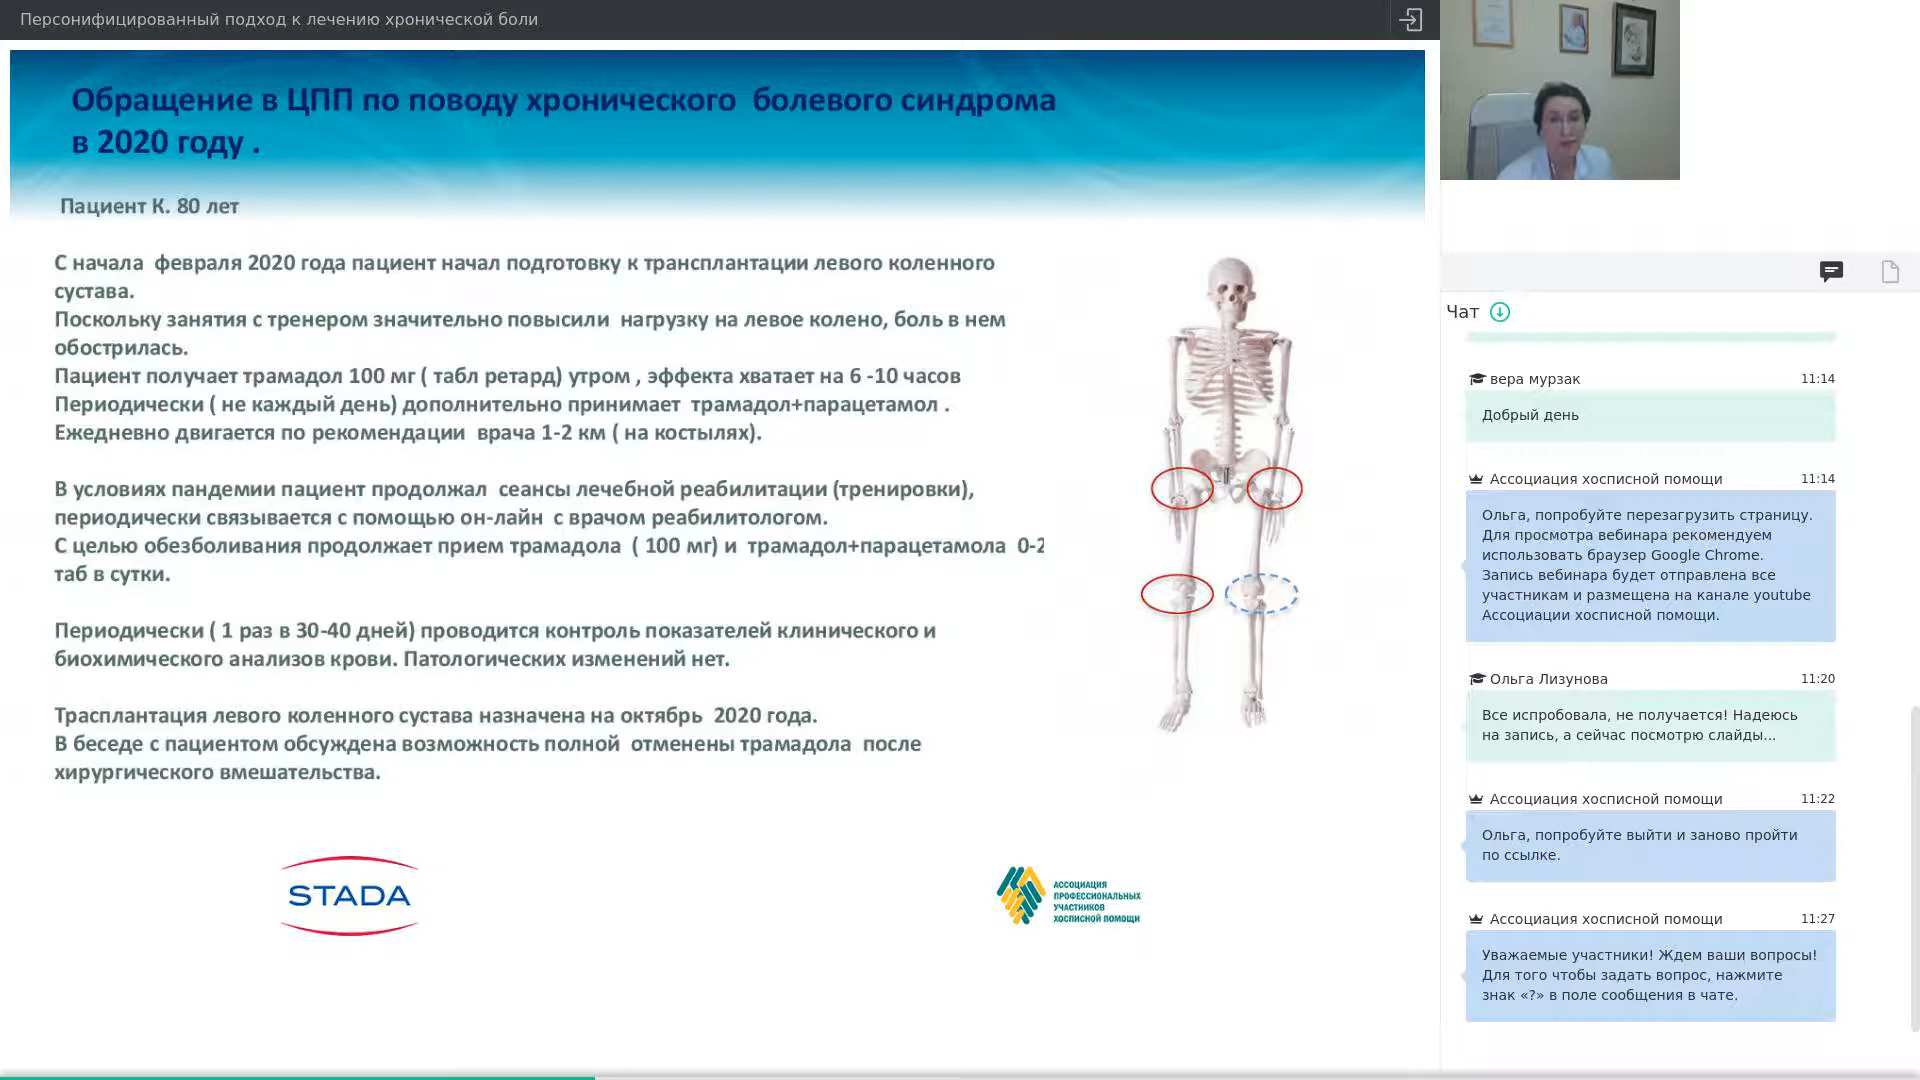 Персонифицированный подход к лечению хронической боли
Обращение в ЦПП по поводу хронического болевого синдрома
в 2020 году .
Пациент К. 80 лет
С начала февраля 2020 года пациент начал подготовку к трансплантации левого коленного
сустава.
Поскольку занятия с тренером значительно повысили нагрузку на левое колено, боль в нем
обострилась.
Пациент получает трамадол 100 мг ( табл ретард) утром , эффекта хватает на 6 -10 часов
Периодически ( не каждый день) дополнительно принимает трамадол+парацетамол .
Ежедневно двигается по рекомендации врача 1-2 км ( на костылях).
В условиях пандемии пациент продолжал сеансы лечебной реабилитации (тренировки),
периодически связывается с помощью он-лайн с врачом реабилитологом.
С целью обезболивания продолжает прием трамадола ( 100 мг) и трамадол+парацетамола 0-2
таб в сутки.
Периодически ( 1 раз в 30-40 дней) проводится контроль показателей клинического и
биохимического анализов крови. Патологических изменений нет.
Трасплантация левого коленного сустава назначена на октябрь 2020 года.
В беседе с пациентом обсуждена возможность полной отменены трамадола после
хирургического вмешательства.
STADA
АССОЦИАЦИЯ
ПРОФЕССИОНАЛЬНЫХ
УЧАСТНИКОВ
ХОСПИСНОЙ ПОМОЩИ
Чат
вера мурзак 11:14
Добрый день
Ассоциация хосписной помощи 11:14
Ольга, попробуйте перезагрузить страницу.
Для просмотра вебинара рекомендуем
использовать браузер Google Chrome.
Запись вебинара будет отправлена все
участникам и размещена на канале youtube
Ассоциации хосписной помощи.
Ольга Лизунова 11:20
Все испробовала, не получается! Надеюсь
на запись, а сейчас посмотрю слайды...
Ассоциация хосписной помощи 11:22
Ольга, попробуйте выйти и заново пройти
по ссылке.
Ассоциация хосписной помощи 11:27
Уважаемые участники! Ждем ваши вопросы!
Для того чтобы задать вопрос, нажмите
знак «?» в поле сообщения в чате.